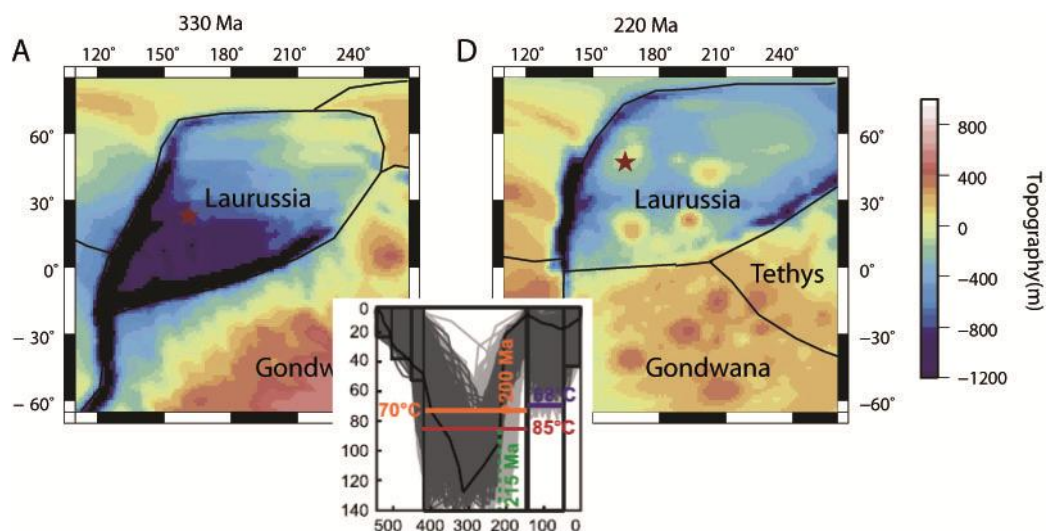 330 Ma
220 Ma
A
120° 150° 180° 210° 240°
D
120° 150° 180° 210° 240°
60°
30°
0°
− 30°
− 60°
Laurussia
Gondw
60°
30°
0°
− 30°
− 60°
Laurussia
Tethys
Gondwana
800
400
0
−400
−800
−1200
Topography(m)
0
20
40
60
80
100
120
140
500 400 300 200 100 0
70°C
200 Ma
68°C
85°C
215 Ma